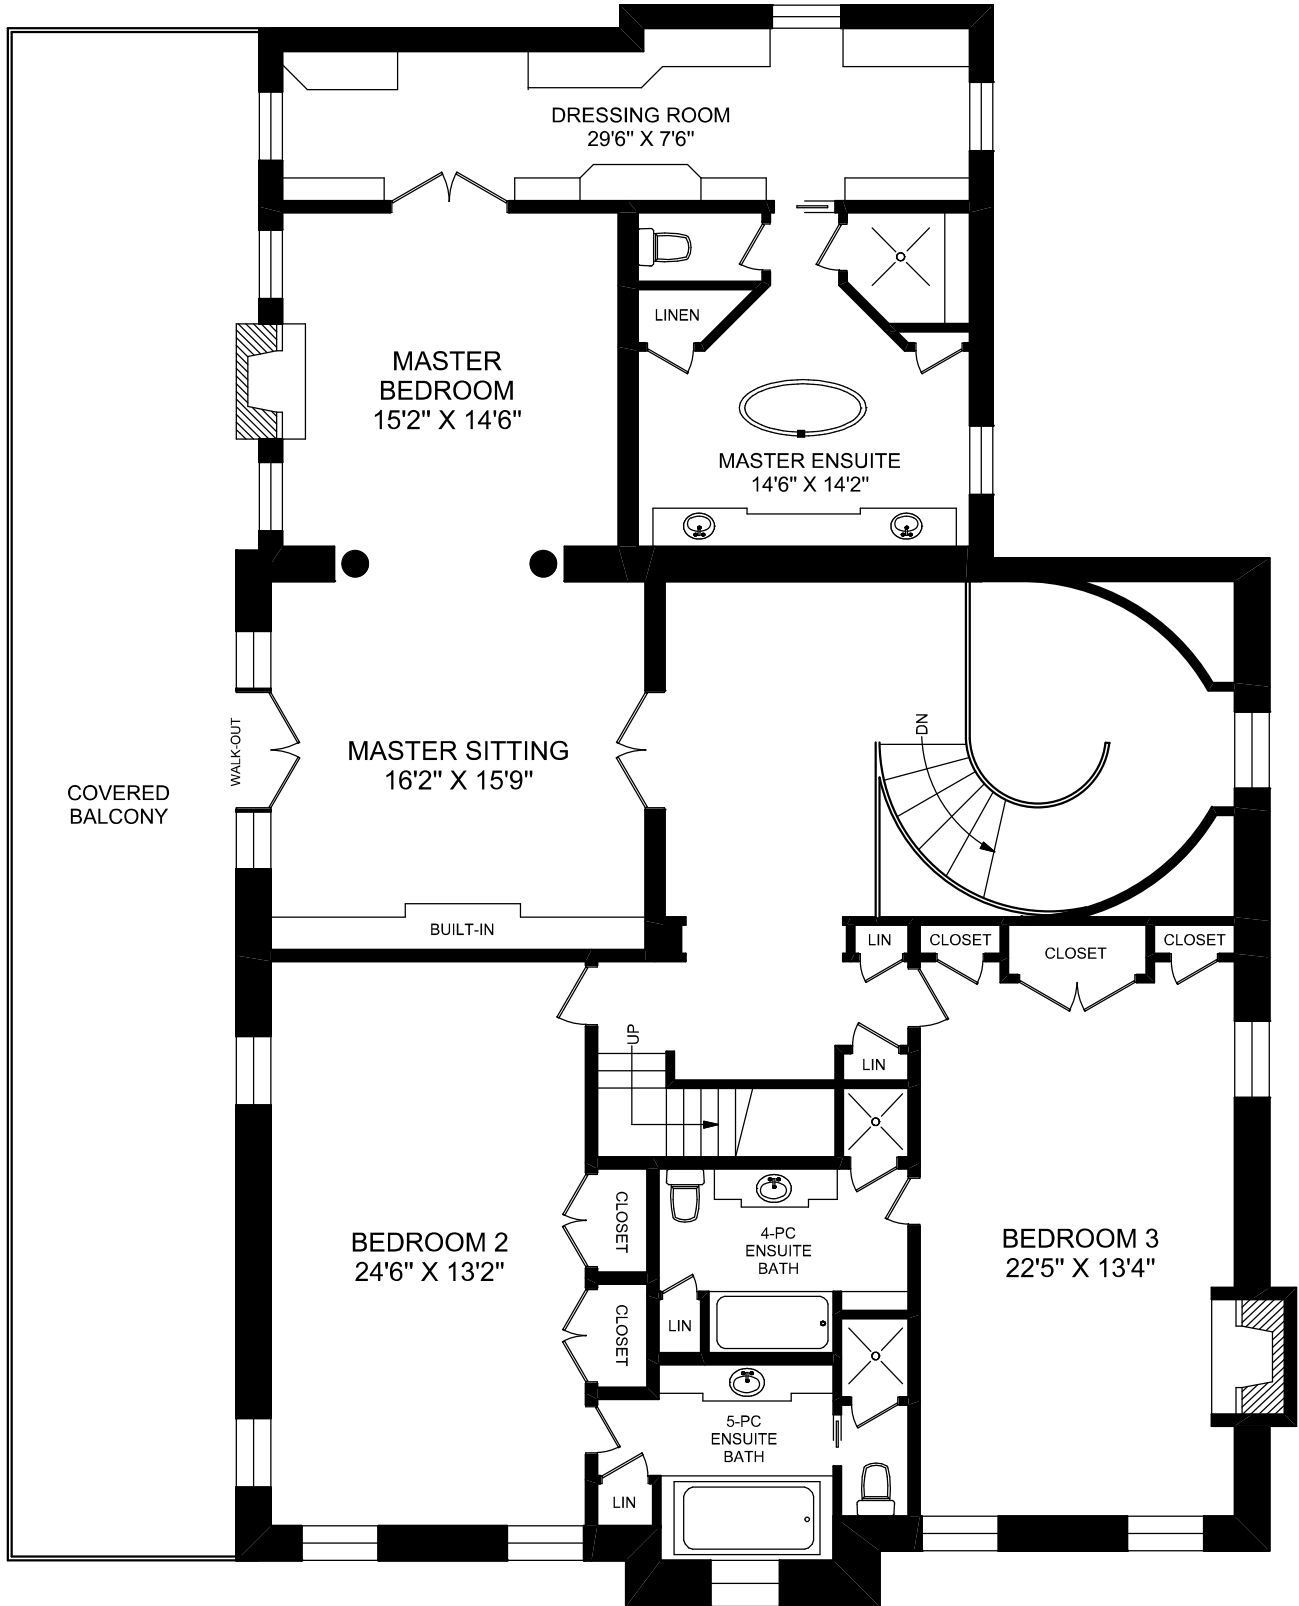 DRESSING ROOM
29'6" X 7'6"
LINEN
MASTER
BEDROOM
15'2" X 14'6"
MASTER ENSUITE
14'6" X 14'2"
DN
WALK-OUT
MASTER SITTING
16'2" X 15'9"
COVERED
BALCONY
BUILT-IN
LIN
CLOSET
CLOSET
CLOSET
UP
LIN
CLOSET
BEDROOM 2
24'6" X 13'2"
4-PC
ENSUITE
BATH
BEDROOM 3
22'5" X 13'4"
CLOSET
LIN
5-PC
ENSUITE
BATH
LIN